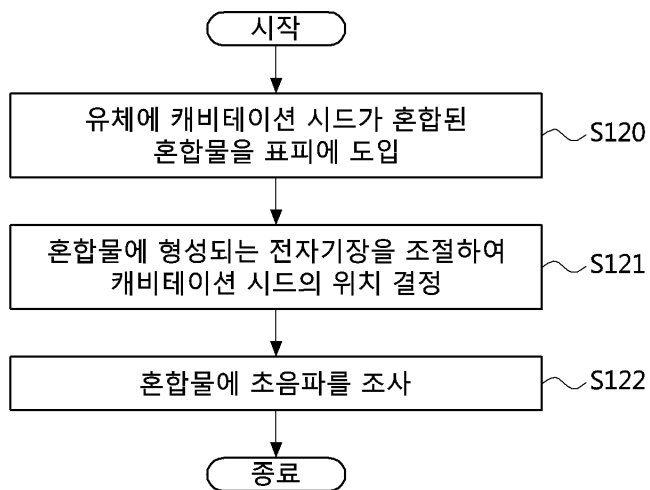 시작
유체에 캐비테이션 시드가 혼합된
혼합물을 표피에 도입
S120
혼합물에 형성되는 전자기장을 조절하여
캐비테이션 시드의 위치 결정
S121
혼합물에 초음파를 조사
S122
종료